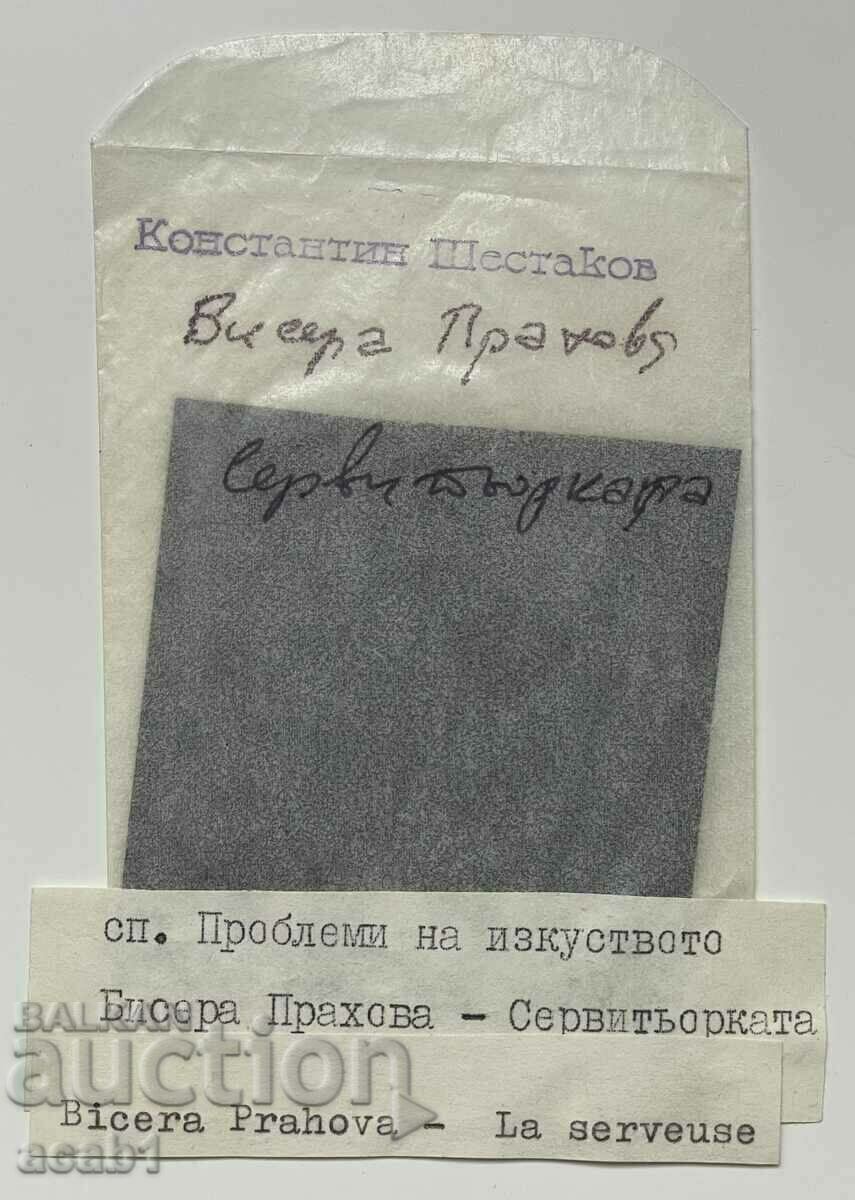 Константин Шестаков
Бисера Прахова
Сервитьорката
сп. Проблеми на изкуството
Бисера Прахова – Сервитьорката
Bicera Prahova – La serveuse
BALKAN
auction
acab1